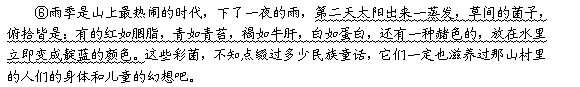 ⑥雨季是山上最热闹的时代，下了一夜的雨，第二天太阳出来一蒸发，草间的菌子，
俯拾皆是：有的红如胭脂，青如青苔，褐如牛肝，白如蛋白，还有一种赭色的，放在水里
立即变成靛蓝的颜色。这些彩菌，不知点缀过多少民族童话，它们一定也滋养过那山村里
的人们的身体和儿童的幻想吧。